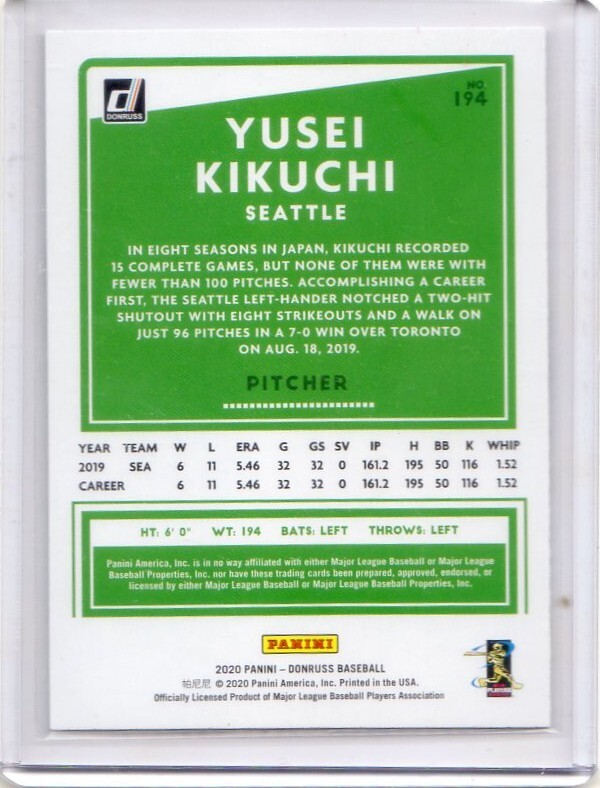 DONRUSS
NO.
194
YUSEI
KIKUCHI
SEATTLE
IN EIGHT SEASONS IN JAPAN, KIKUCHI RECORDED
15 COMPLETE GAMES, BUT NONE OF THEM WERE WITH
FEWER THAN 100 PITCHES. ACCOMPLISHING A CAREER
FIRST, THE SEATTLE LEFT-HANDER NOTCHED A TWO-HIT
SHUTOUT WITH EIGHT STRIKEOUTS AND A WALK ON
JUST 96 PITCHES IN A 7-0 WIN OVER TORONTO
ON AUG. 18, 2019.
PITCHER
YEAR TEAM W L ERA G GS SV IP H BB K WHIP
2019 SEA 6 11 5.46 32 32 0 161.2 195 50 116 1.52
CAREER 6 11 5.46 32 32 0 161.2 195 50 116 1.52
HT: 6' 0" WT: 194 BATS: LEFT THROWS: LEFT
Panini America, Inc. is in no way affiliated with either Major League Baseball or Major League
Baseball Properties, Inc. nor have these trading cards been prepared, approved, endorsed, or
licensed by either Major League Baseball or Major League Baseball Properties, Inc.
PANINI
2020 PANINI – DONRUSS BASEBALL
帕尼尼 © 2020 Panini America, Inc. Printed in the USA.
Officially Licensed Product of Major League Baseball Players Association
PLAYERS